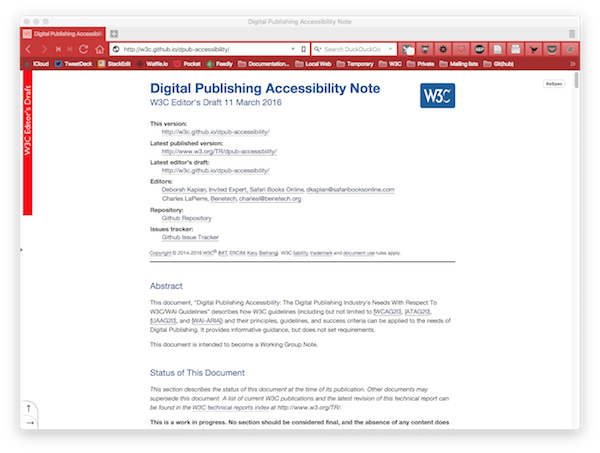 Digital Publishing Accessibility Note
Digital Publishing Accessibili
http://w3c.github.io/dpub-accessibility/
Search DuckDuckGo
iCloud TweetDeck StackEdit Waffle.io Pocket Feedly Documentation... Local Web Temporary W3C Private Mailing lists Git(hub)
W3C Editor's Draft
ReSpec
Digital Publishing Accessibility Note
W3C
W3C Editor's Draft 11 March 2016
This version:
http://w3c.github.io/dpub-accessibility/
Latest published version:
http://www.w3.org/TR/dpub-accessibility/
Latest editor's draft:
http://w3c.github.io/dpub-accessibility/
Editors:
Deborah Kaplan, Invited Expert, Safari Books Online, dkaplan@safaribooksonline.com
Charles LaPierre, Benetech, charlesl@benetech.org
Repository:
Github Repository
Issues tracker:
Github Issue Tracker
Copyright © 2014-2016 W3C® (MIT, ERCIM, Keio, Beihang). W3C liability, trademark and document use rules apply.
Abstract
This document, "Digital Publishing Accessibility: The Digital Publishing Industry's Needs With Respect To
W3C/WAI Guidelines" describes how W3C guidelines (including but not limited to [WCAG20], [ATAG20],
[UAAG20], and [WAI-ARIA]) and their principles, guidelines, and success criteria can be applied to the needs of
Digital Publishing. It provides informative guidance, but does not set requirements.
This document is intended to become a Working Group Note.
Status of This Document
This section describes the status of this document at the time of its publication. Other documents may
supersede this document. A list of current W3C publications and the latest revision of this technical report can
be found in the W3C technical reports index at http://www.w3.org/TR/.
This is a work in progress. No section should be considered final, and the absence of any content does